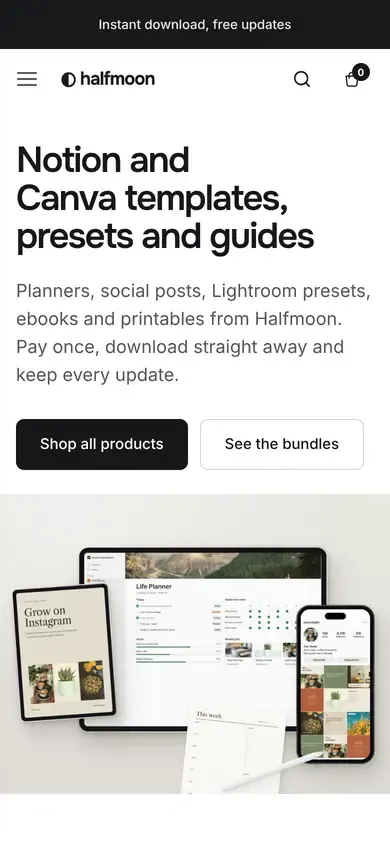 Instant download, free updates
halfmoon
0
Notion and
Canva templates,
presets and guides
Planners, social posts, Lightroom presets,
ebooks and printables from Halfmoon.
Pay once, download straight away and
keep every update.
Shop all products
See the bundles
Life Planner
Grow on
Instagram
This week